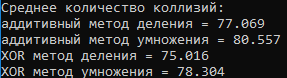 Среднее количество коллизий:
аддитивный метод деления = 77.069
аддитивный метод умножения = 80.557
XOR метод деления = 75.016
XOR метод умножения = 78.304